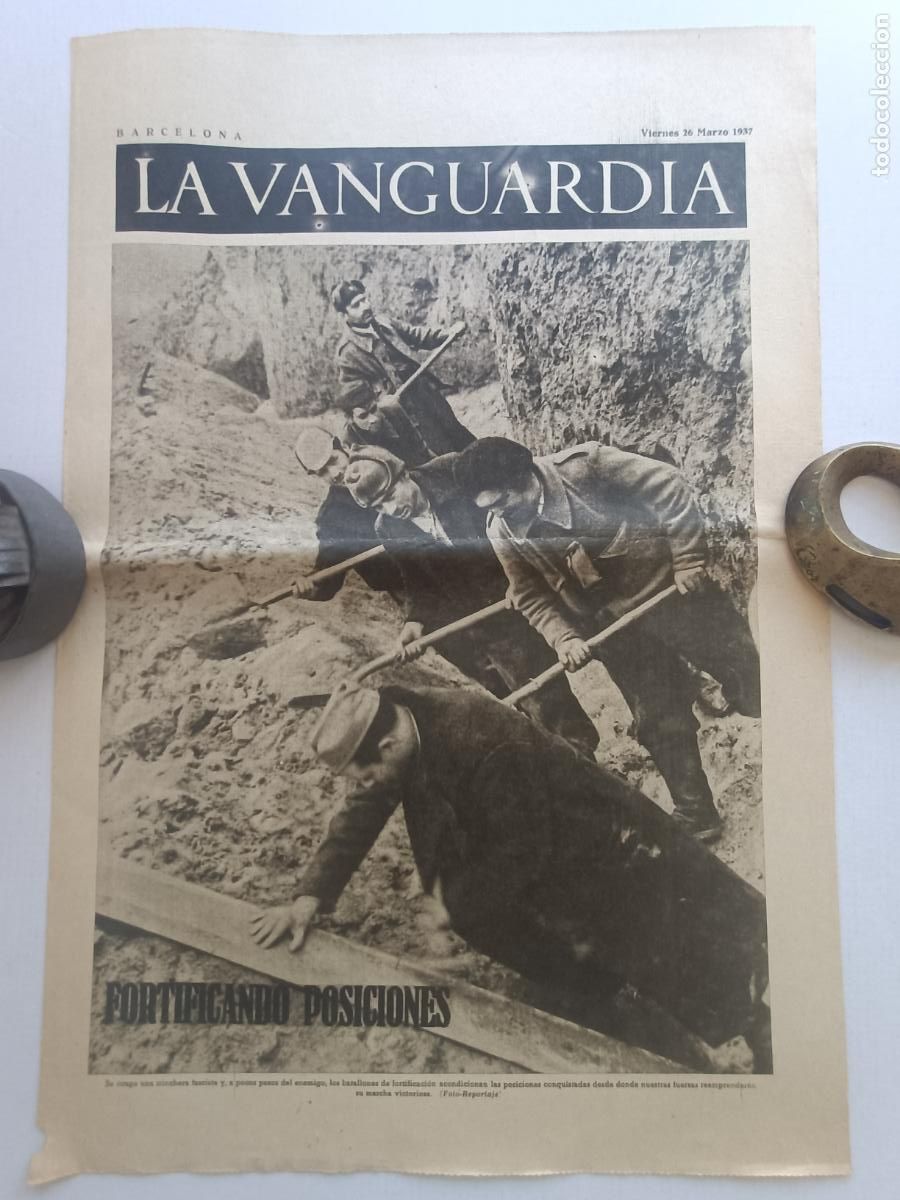 BARCELONA
Viernes 26 Marzo 1937
LA VANGUARDIA
FORTIFICANDO POSICIONES
Se ocupa una trinchera fascista y, a pocos pasos del enemigo, los batallones de fortificación acondicionan las posiciones conquistadas desde donde nuestras fuerzas reemprenderán
su marcha victoriosa. (Foto-Reportaje)
todocoleccion